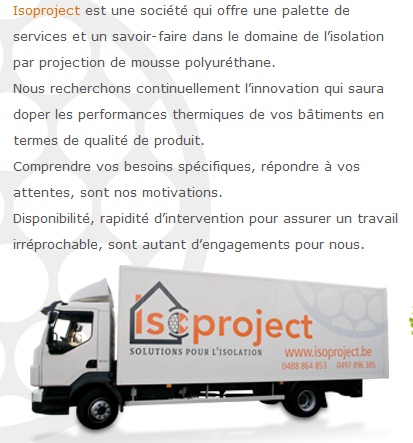 Isoproject est une société qui offre une palette de
services et un savoir-faire dans le domaine de l’isolation
par projection de mousse polyuréthane.
Nous recherchons continuellement l’innovation qui saura
doper les performances thermiques de vos bâtiments en
termes de qualité de produit.
Comprendre vos besoins spécifiques, répondre à vos
attentes, sont nos motivations.
Disponibilité, rapidité d’intervention pour assurer un travail
irréprochable, sont autant d’engagements pour nous.
isoproject
SOLUTIONS POUR L'ISOLATION
www.isoproject.be
0488 864 853 0497 896 385